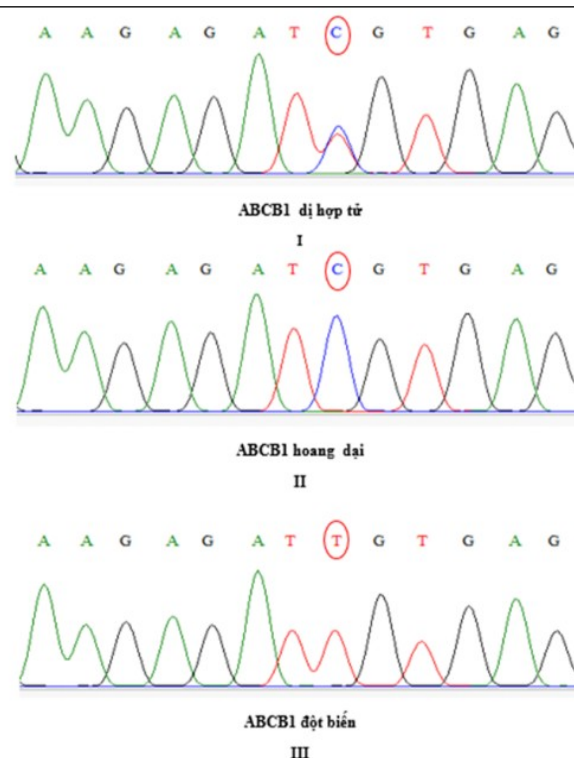 A A G A G A T C G T G A G
ABCB1 dị hợp tử
I
A A G A G A T C G T G A G
ABCB1 hoang dại
II
A A G A G A T T G T G A G
ABCB1 đột biến
III